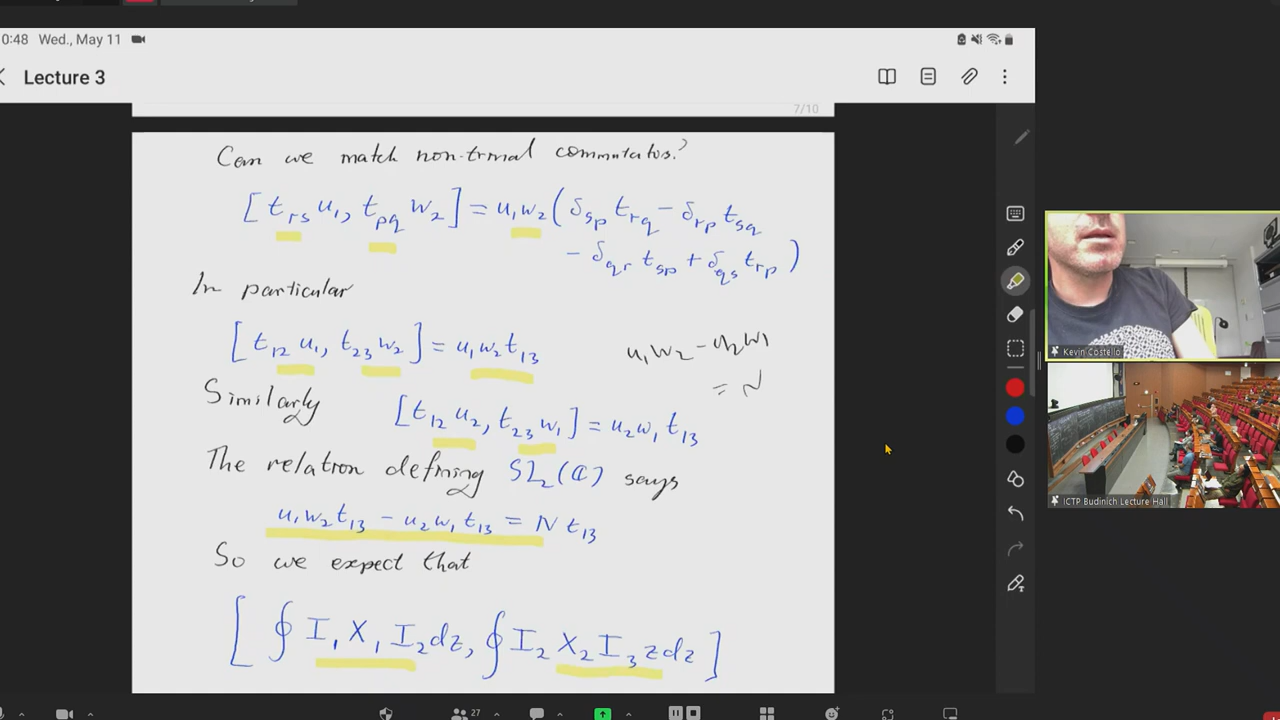 0:48 Wed., May 11
Lecture 3
7/10
Can we match non-trivial commutators?
[t_rs u_1, t_pq w_2] = u_1 w_2 (δ_sp t_rq − δ_rp t_sq
− δ_qr t_sp + δ_qs t_rp)
In particular
[t_12 u_1, t_23 w_2] = u_1 w_2 t_13
u_1 w_2 − u_2 w_1
= N
Similarly [t_12 u_2, t_23 w_1] = u_2 w_1 t_13
The relation defining SL_2(ℂ) says
u_1 w_2 t_13 − u_2 w_1 t_13 = N t_13
So we expect that
[∮ I_1 X_1 I_2 dz, ∮ I_2 X_2 I_3 z dz]
Kevin Costello
ICTP Budinich Lecture Hall
27